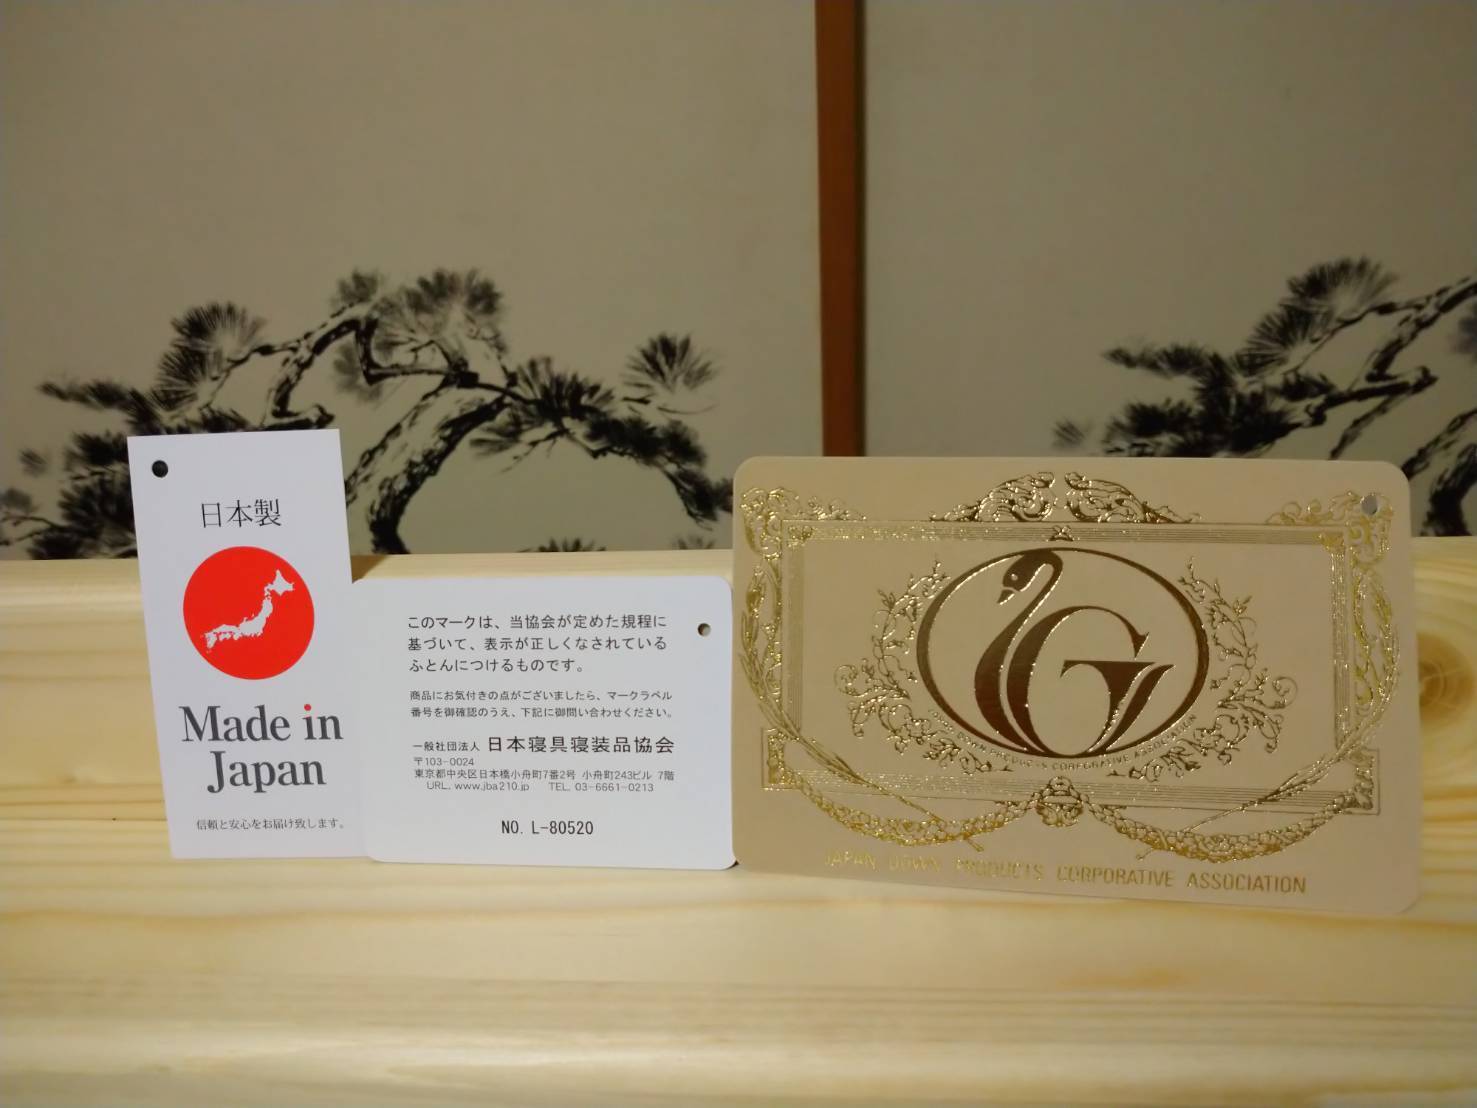 日本製
Made in
Japan
信頼と安心をお届け致します。
このマークは、当協会が定めた規程に
基づいて、表示が正しくなされている
ふとんにつけるものです。
商品にお気付きの点がございましたら、マークラベル
番号を御確認のうえ、下記に御問い合わせください。
一般社団法人 日本寝具寝装品協会
〒103-0024
東京都中央区日本橋小舟町7番2号 小舟町243ビル 7階
URL. www.jba210.jp TEL. 03-6661-0213
NO. L-80520
G
JAPAN DOWN PRODUCTS CORPORATIVE ASSOCIATION
JAPAN DOWN PRODUCTS CORPORATIVE ASSOCIATION